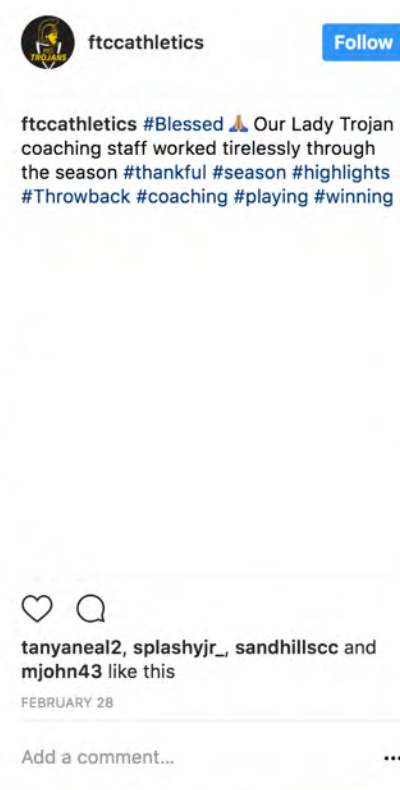 TROJANS
ftccathletics
Follow
ftccathletics #Blessed 🙏🏽 Our Lady Trojan
coaching staff worked tirelessly through
the season #thankful #season #highlights
#Throwback #coaching #playing #winning
tanyaneal2, splashyjr_, sandhillscc and
mjohn43 like this
FEBRUARY 28
Add a comment...